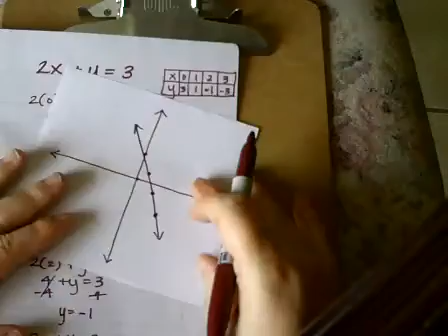 2x + y = 3
x 0 1 2 3
y 3 1 -1 -3
2(0)
2(2) + y
4 + y = 3
-4 -4
y = -1